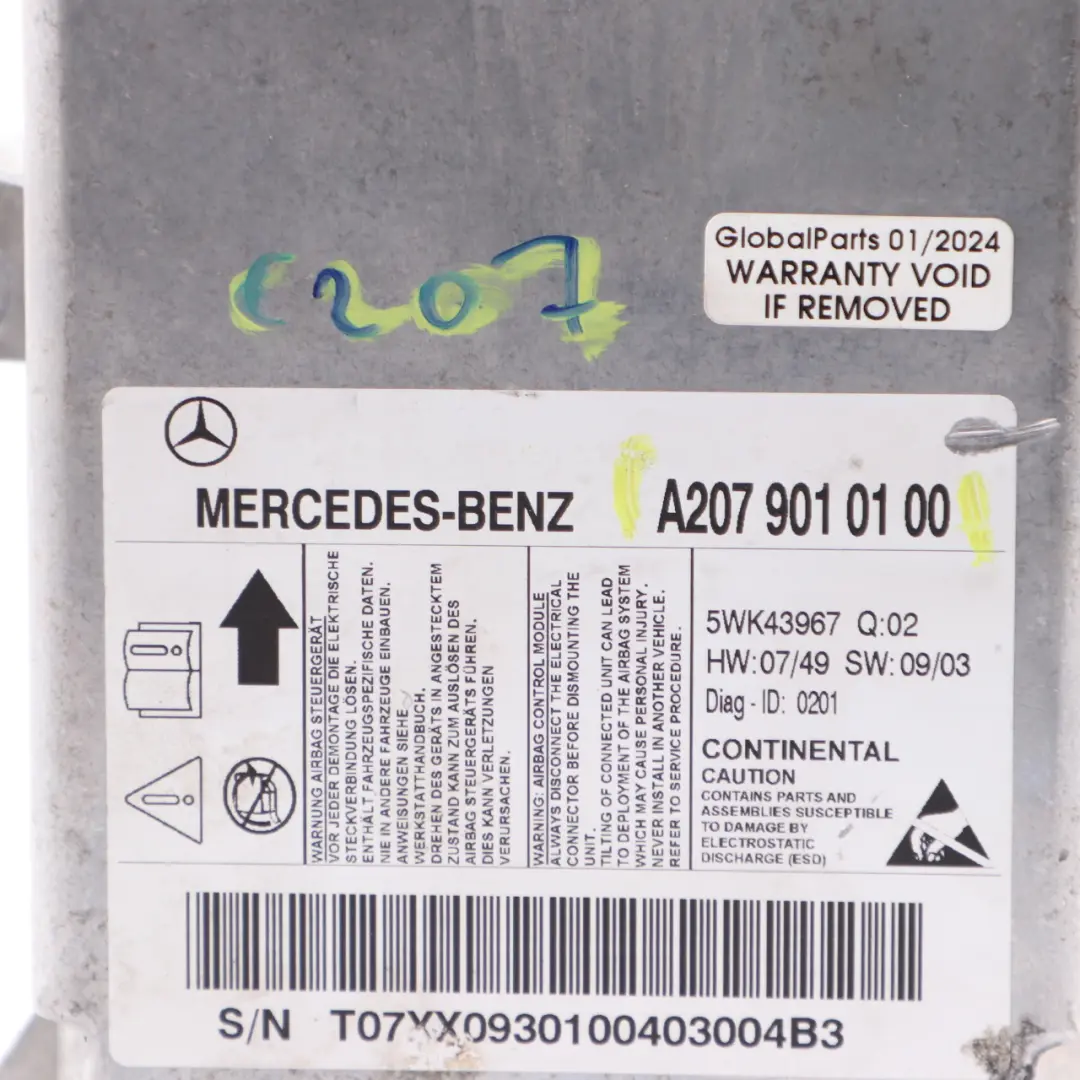 C207
GlobalParts 01/2024
WARRANTY VOID
IF REMOVED
MERCEDES-BENZ
A207 901 01 00
WARNUNG AIRBAG STEUERGERÄT
VOR JEDER DEMONTAGE DIE ELEKTRISCHE
STECKVERBINDUNG LÖSEN.
ENTHÄLT FAHRZEUGSPEZIFISCHE DATEN.
NIE IN ANDERE FAHRZEUGE EINBAUEN.
ANWEISUNGEN SIEHE
WERKSTATTHANDBUCH.
DREHEN DES GERÄTS IN ANGESTECKTEM
ZUSTAND KANN ZUM AUSLÖSEN DES
AIRBAG STEUERGERÄTS FÜHREN.
DIES KANN VERLETZUNGEN
VERURSACHEN.
WARNING: AIRBAG CONTROL MODULE
ALWAYS DISCONNECT THE ELECTRICAL
CONNECTOR BEFORE DISMOUNTING THE
UNIT.
TILTING OF CONNECTED UNIT CAN LEAD
TO DEPLOYMENT OF THE AIRBAG SYSTEM
WHICH MAY CAUSE PERSONAL INJURY.
NEVER INSTALL IN ANOTHER VEHICLE.
REFER TO SERVICE PROCEDURE.
5WK43967 Q:02
HW:07/49 SW:09/03
Diag - ID: 0201
CONTINENTAL
CAUTION
CONTAINS PARTS AND
ASSEMBLIES SUSCEPTIBLE
TO DAMAGE BY
ELECTROSTATIC
DISCHARGE (ESD)
S/N T07XX0930100403004B3